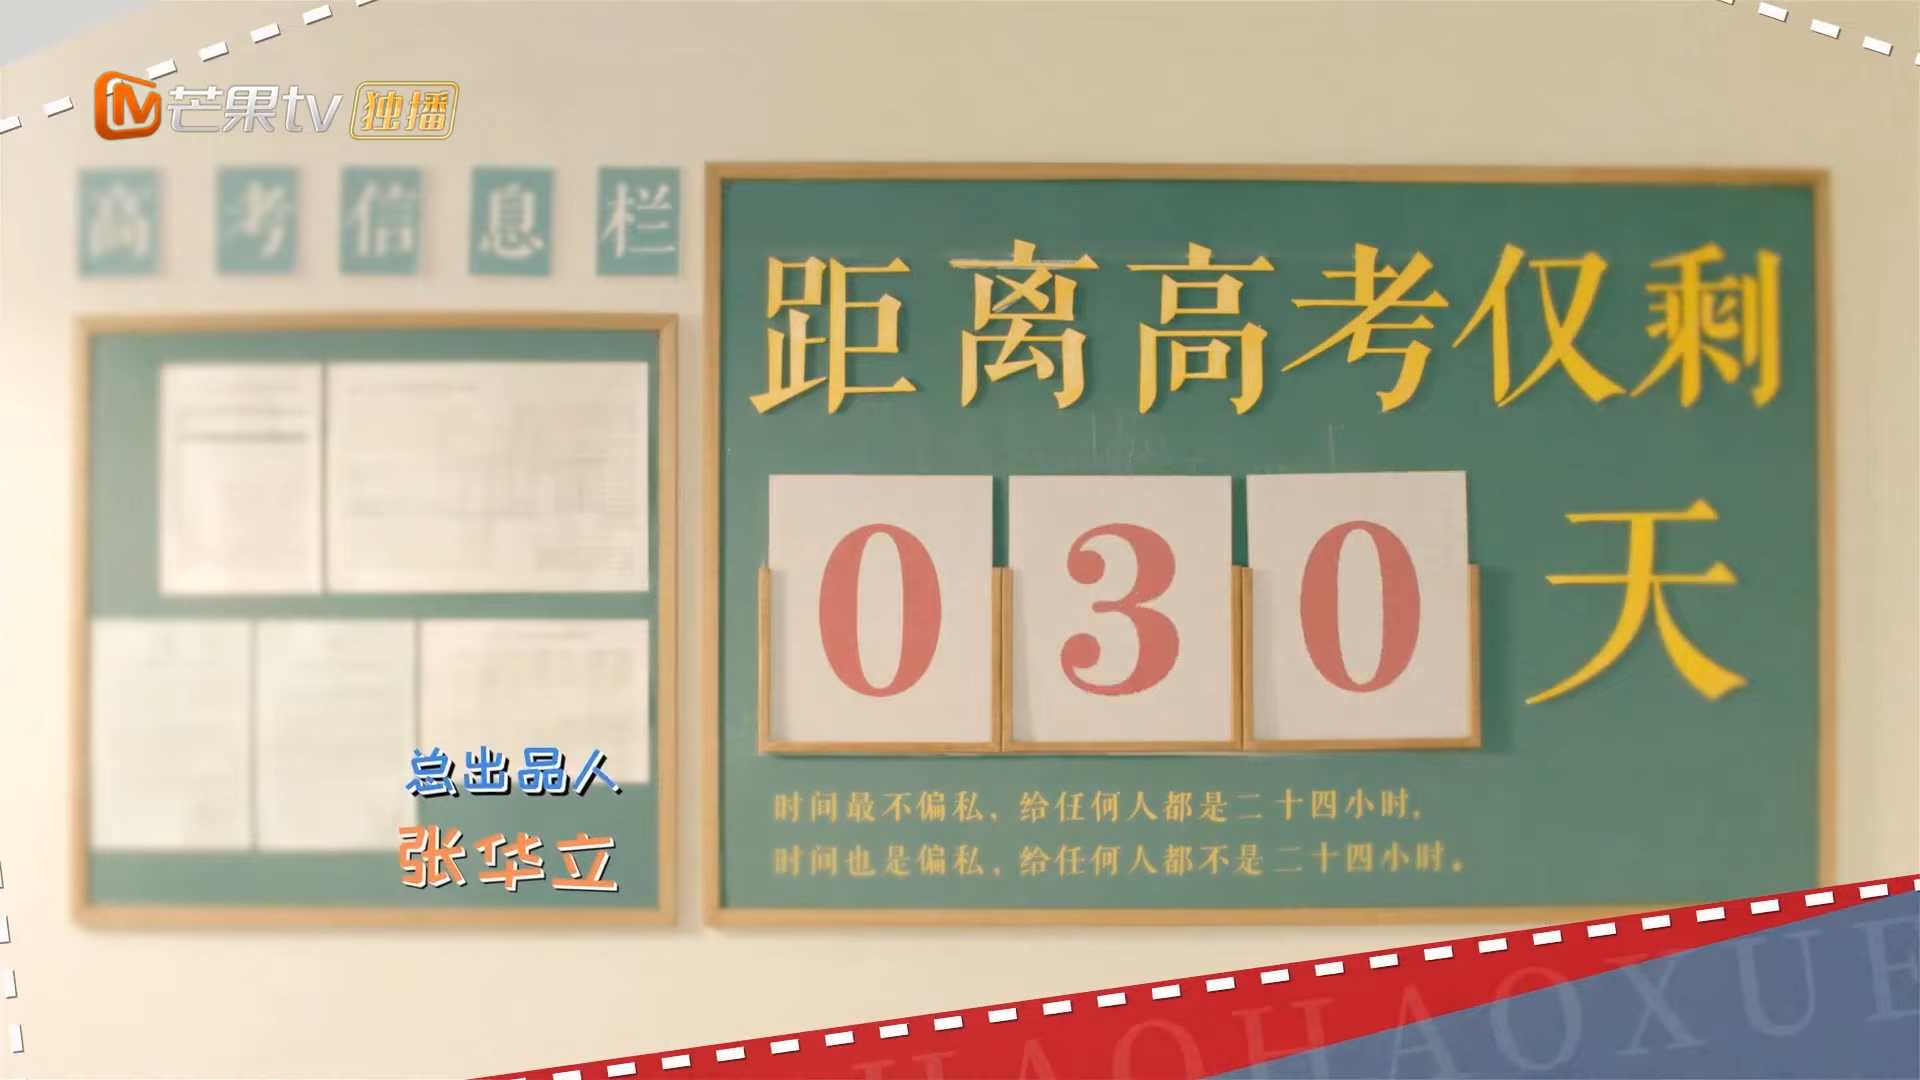 芒果tv 独播
高考信息栏
距离高考仅剩
030天
时间最不偏私，给任何人都是二十四小时，
时间也是偏私，给任何人都不是二十四小时。
总出品人
张华立
HAOHAOXUE